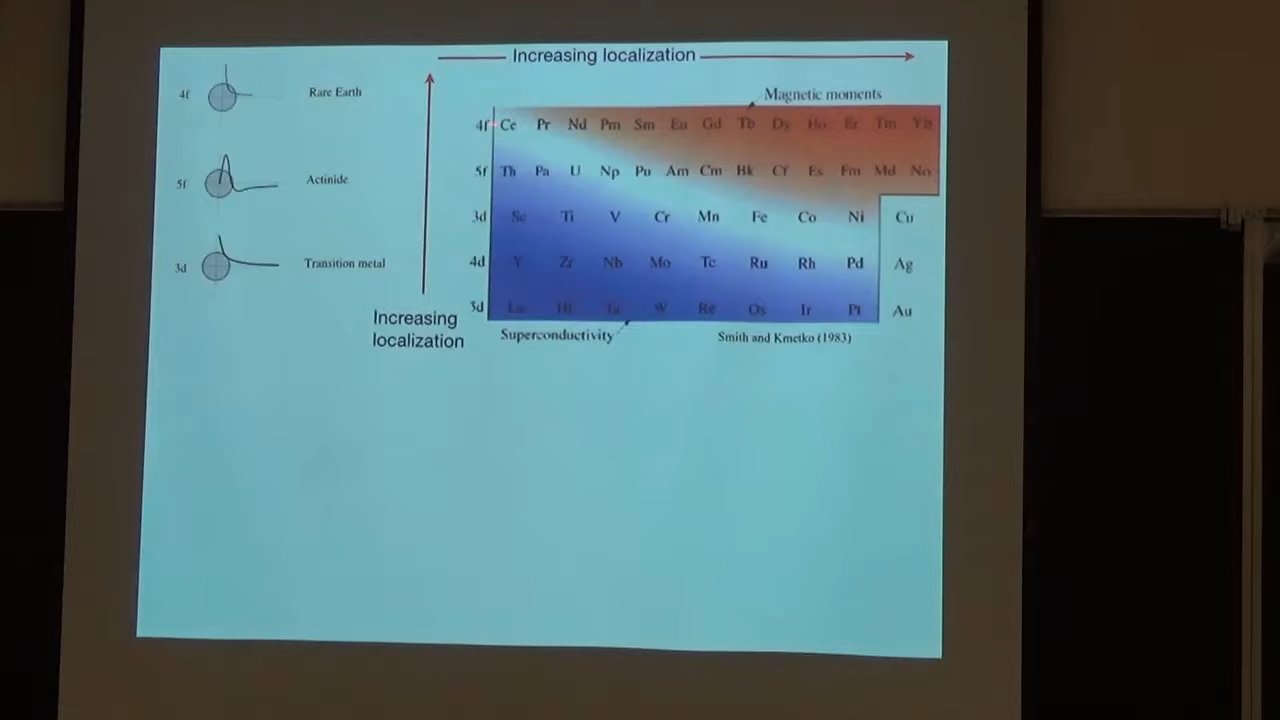 Increasing localization
4f Rare Earth
5f Actinide
3d Transition metal
Increasing
localization
Magnetic moments
4f Ce Pr Nd Pm Sm Eu Gd Tb Dy Ho Er Tm Yb
5f Th Pa U Np Pu Am Cm Bk Cf Es Fm Md No
3d Sc Ti V Cr Mn Fe Co Ni Cu
4d Y Zr Nb Mo Tc Ru Rh Pd Ag
5d Lu Hf Ta W Re Os Ir Pt Au
Superconductivity
Smith and Kmetko (1983)